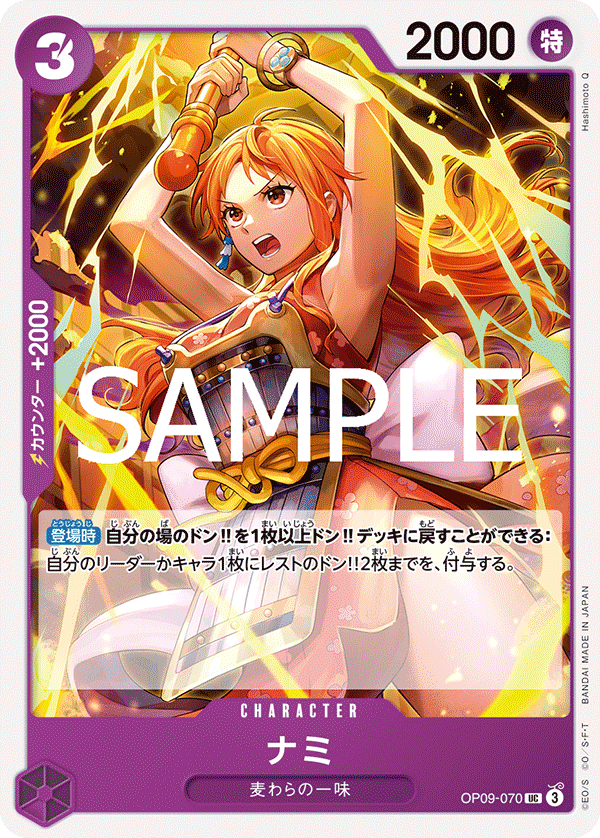 3
2000
特
Hashimoto Q
カウンター +2000
SAMPLE
登場時 自分の場のドン!!を1枚以上ドン!!デッキに戻すことができる:
自分のリーダーかキャラ1枚にレストのドン!!2枚までを、付与する。
CHARACTER
ナミ
麦わらの一味
OP09-070 UC 3
©EO/S ©O/S・F・T BANDAI MADE IN JAPAN